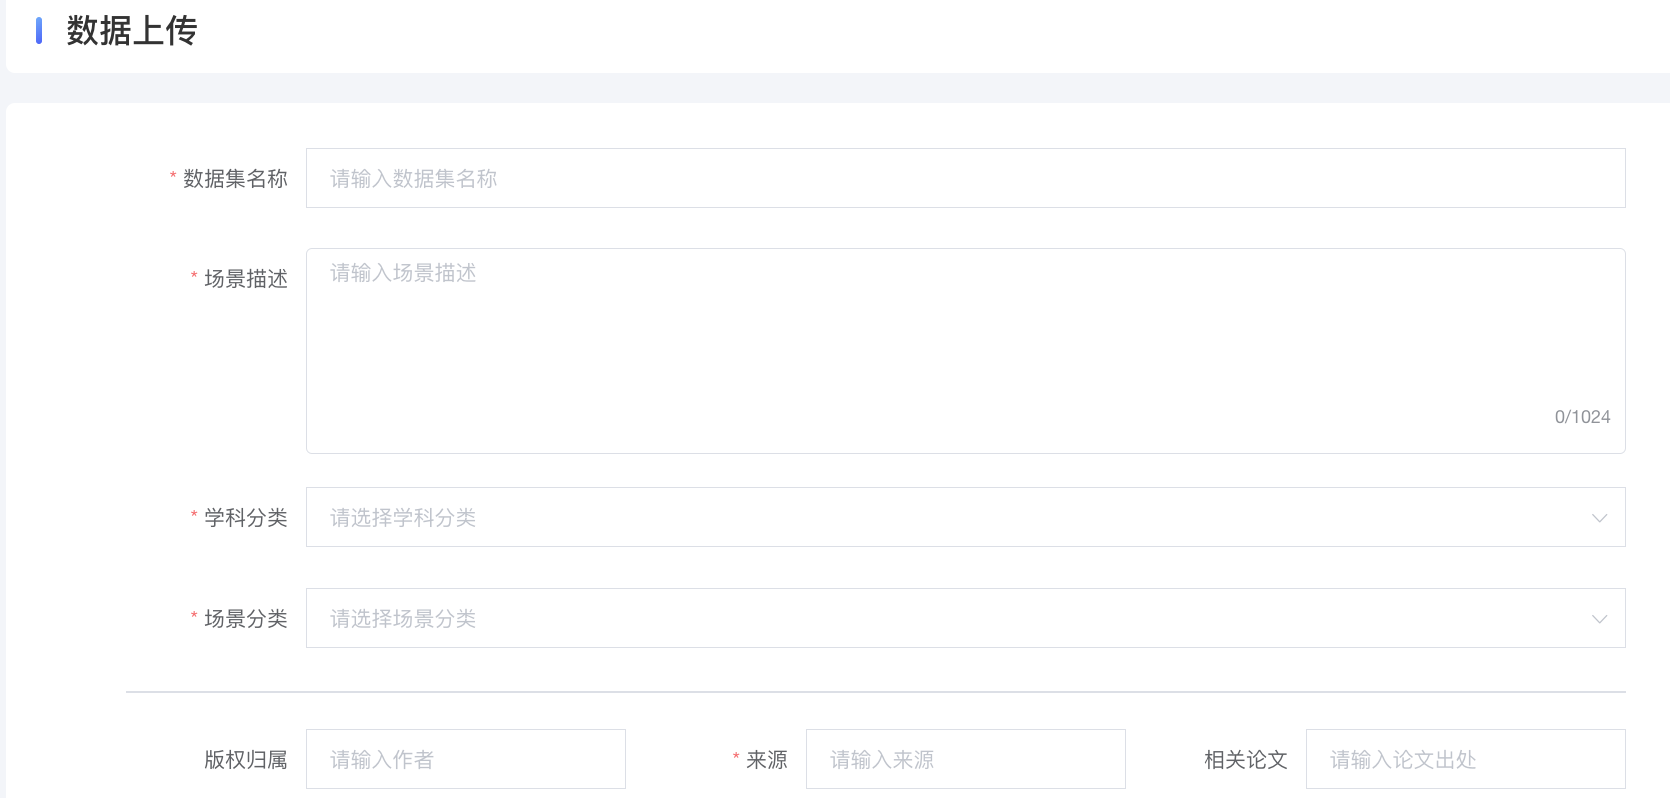 数据上传
* 数据集名称 请输入数据集名称
* 场景描述 请输入场景描述
0/1024
* 学科分类 请选择学科分类
* 场景分类 请选择场景分类
版权归属 请输入作者 * 来源 请输入来源 相关论文 请输入论文出处